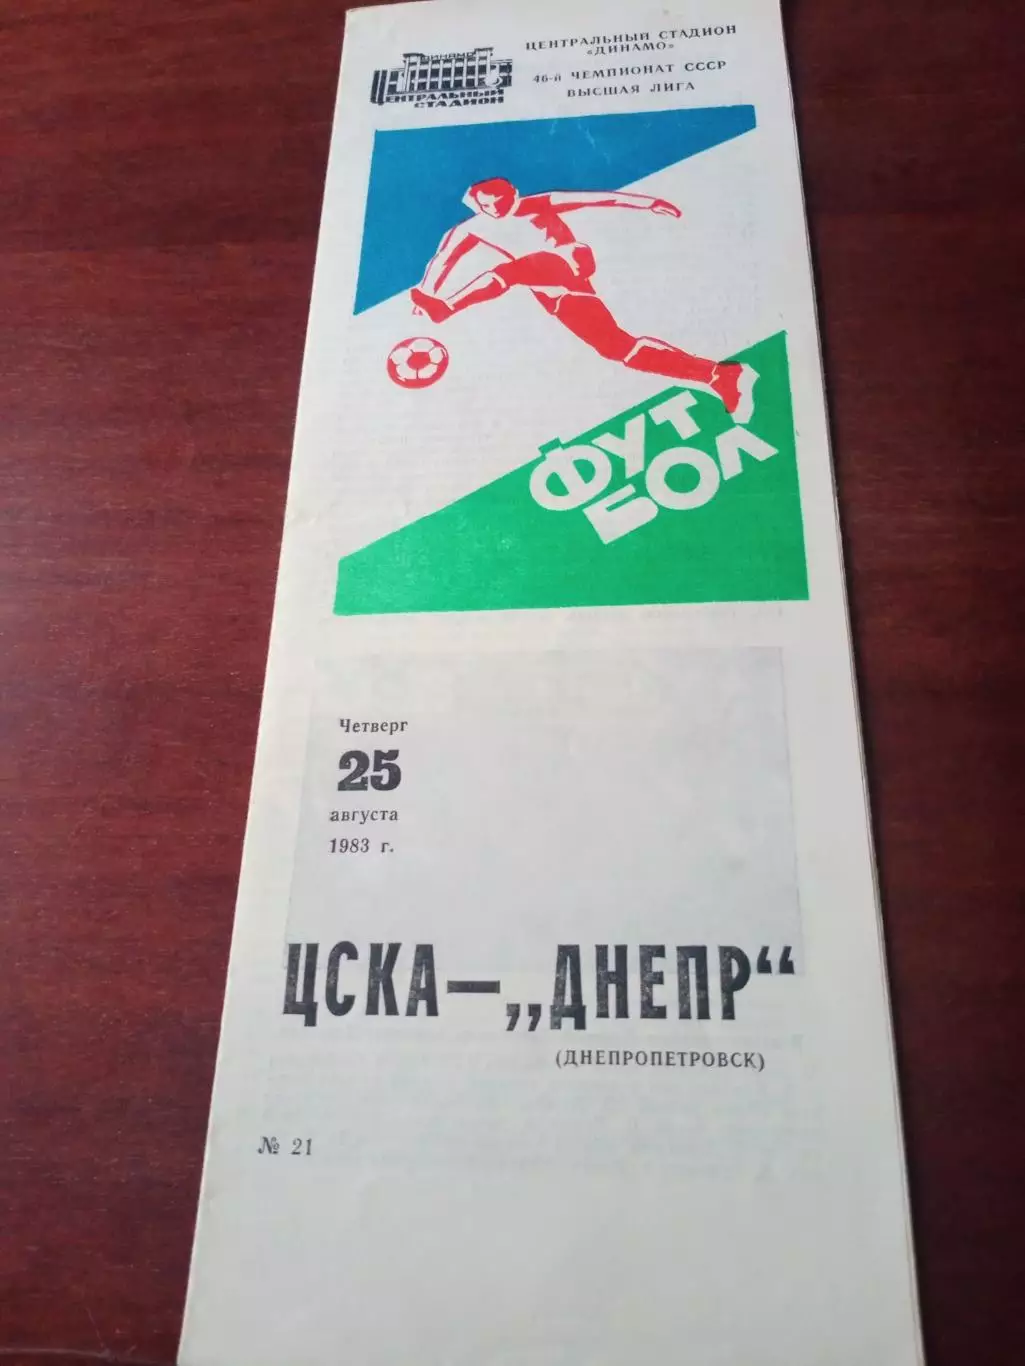 ДИНАМО
ЦЕНТРАЛЬНЫЙ
СТАДИОН
ЦЕНТРАЛЬНЫЙ СТАДИОН
«ДИНАМО»
46-й ЧЕМПИОНАТ СССР
ВЫСШАЯ ЛИГА
ФУТ
БОЛ
Четверг
25
августа
1983 г.
ЦСКА—„ДНЕПР“
(ДНЕПРОПЕТРОВСК)
№ 21